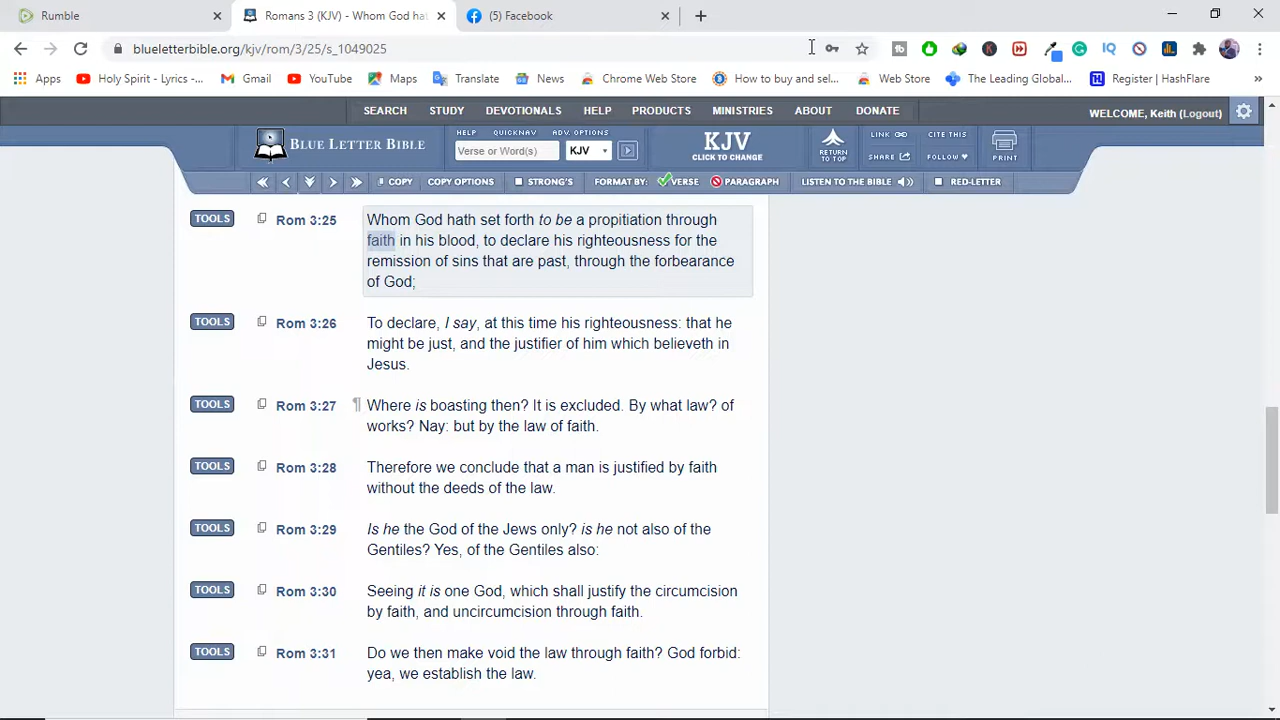 Rumble
Romans 3 (KJV) - Whom God hat
(5) Facebook
blueletterbible.org/kjv/rom/3/25/s_1049025
Apps
Holy Spirit - Lyrics -...
Gmail
YouTube
Maps
Translate
News
Chrome Web Store
How to buy and sel...
Web Store
The Leading Global...
Register | HashFlare
SEARCH STUDY DEVOTIONALS HELP PRODUCTS MINISTRIES ABOUT DONATE
WELCOME, Keith (Logout)
BLUE LETTER BIBLE
HELP QUICKNAV ADV. OPTIONS
Verse or Word(s) KJV
KJV
CLICK TO CHANGE
RETURN
TO TOP
LINK CITE THIS
SHARE FOLLOW
PRINT
COPY COPY OPTIONS STRONG'S FORMAT BY: VERSE PARAGRAPH LISTEN TO THE BIBLE RED-LETTER
TOOLS Rom 3:25 Whom God hath set forth to be a propitiation through
faith in his blood, to declare his righteousness for the
remission of sins that are past, through the forbearance
of God;
TOOLS Rom 3:26 To declare, I say, at this time his righteousness: that he
might be just, and the justifier of him which believeth in
Jesus.
TOOLS Rom 3:27 ¶ Where is boasting then? It is excluded. By what law? of
works? Nay: but by the law of faith.
TOOLS Rom 3:28 Therefore we conclude that a man is justified by faith
without the deeds of the law.
TOOLS Rom 3:29 Is he the God of the Jews only? is he not also of the
Gentiles? Yes, of the Gentiles also:
TOOLS Rom 3:30 Seeing it is one God, which shall justify the circumcision
by faith, and uncircumcision through faith.
TOOLS Rom 3:31 Do we then make void the law through faith? God forbid:
yea, we establish the law.